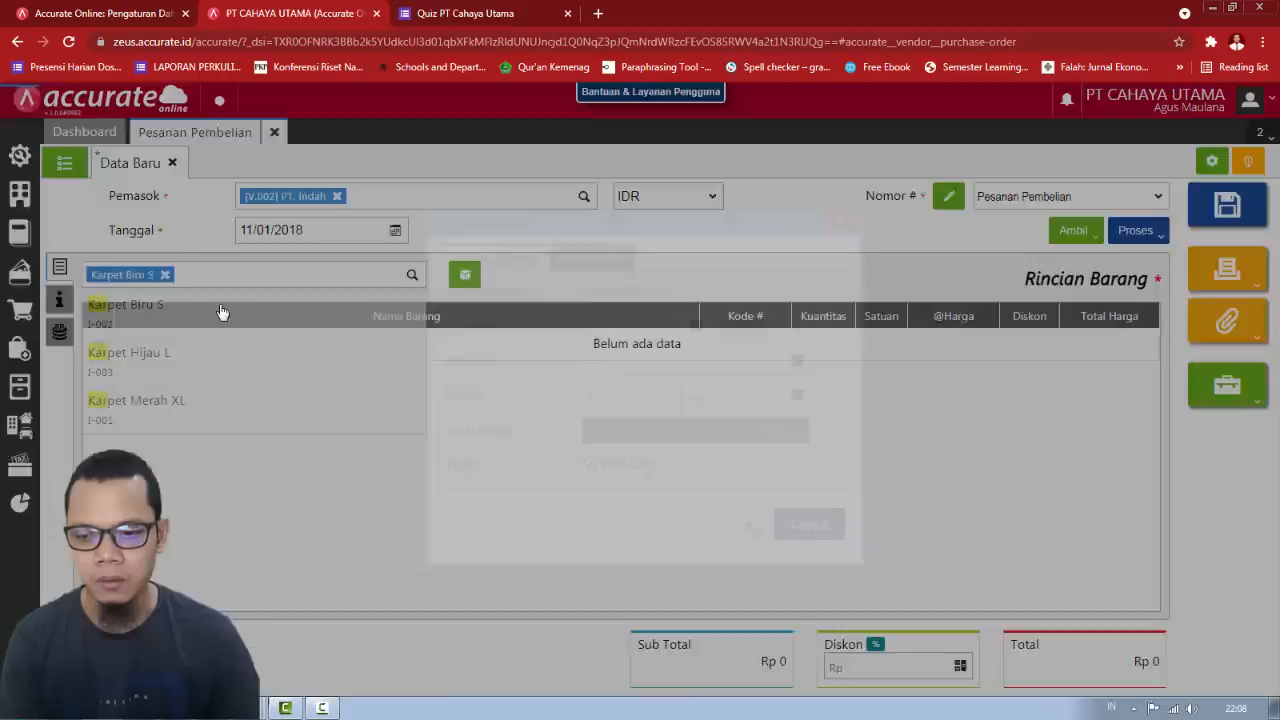 Accurate Online: Pengaturan Dat
PT CAHAYA UTAMA (Accurate O
Quiz PT Cahaya Utama
zeus.accurate.id/accurate/?_dsi=TXR0OFNRK3BBb2k5YUdkcUl3d01qbXFkMFlzRldUNUJncjd1Q0NqZ3pJQmNrdWRzcFEvOS85RWV4a2t1N3RUQg==#accurate__vendor__purchase-order
Presensi Harian Dos...
LAPORAN PERKULI...
Konferensi Riset Na...
Schools and Depart...
Qur'an Kemenag
Paraphrasing Tool -...
Spell checker – gra...
Free Ebook
Semester Learning...
Falah: Jurnal Ekono...
»
Reading list
accurate online
Bantuan & Layanan Pengguna
PT CAHAYA UTAMA
Agus Maulana
Dashboard
Pesanan Pembelian
2
Data Baru
Pemasok *
[V.002] PT. Indah
IDR
Nomor # *
Pesanan Pembelian
Tanggal *
11/01/2018
Ambil
Proses
Karpet Biru S
Rincian Barang *
Karpet Biru S
I-002
Nama Barang
Kode #
Kuantitas
Satuan
@Harga
Diskon
Total Harga
Belum ada data
Karpet Hijau L
I-003
Karpet Merah XL
I-001
Sub Total
Rp 0
Diskon %
Rp
Total
Rp 0
IN
22:08